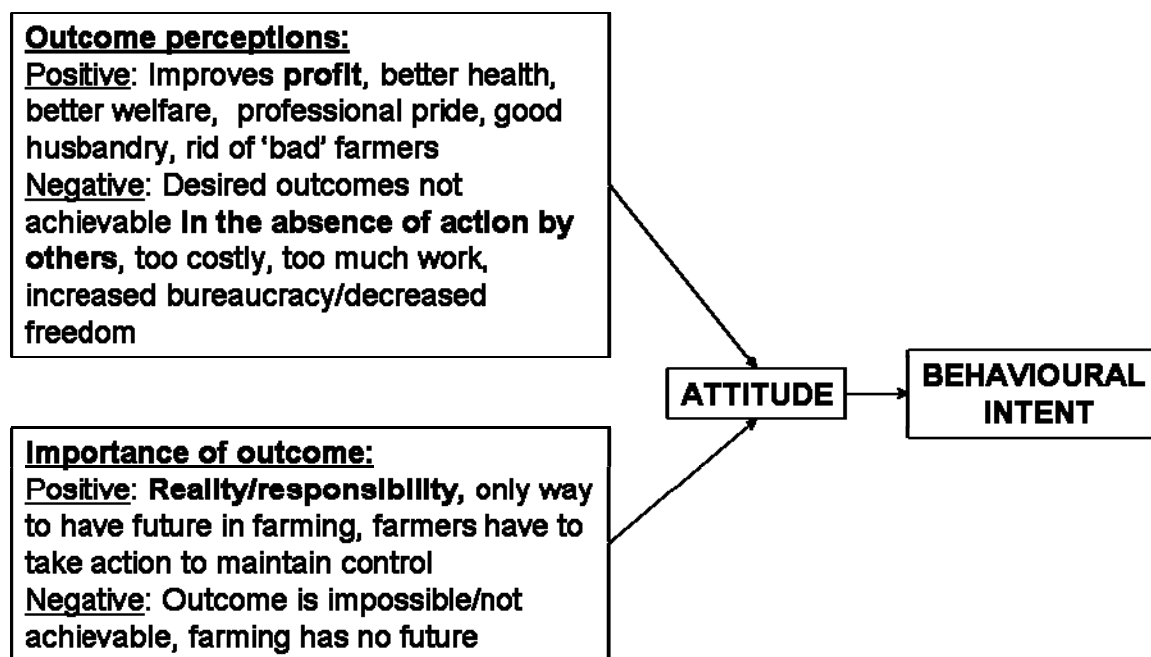 Outcome perceptions:
Positive: Improves profit, better health,
better welfare, professional pride, good
husbandry, rid of ‘bad’ farmers
Negative: Desired outcomes not
achievable In the absence of action by
others, too costly, too much work,
increased bureaucracy/decreased
freedom
ATTITUDE
BEHAVIOURAL
INTENT
Importance of outcome:
Positive: Reality/responsibility, only way
to have future in farming, farmers have to
take action to maintain control
Negative: Outcome is impossible/not
achievable, farming has no future